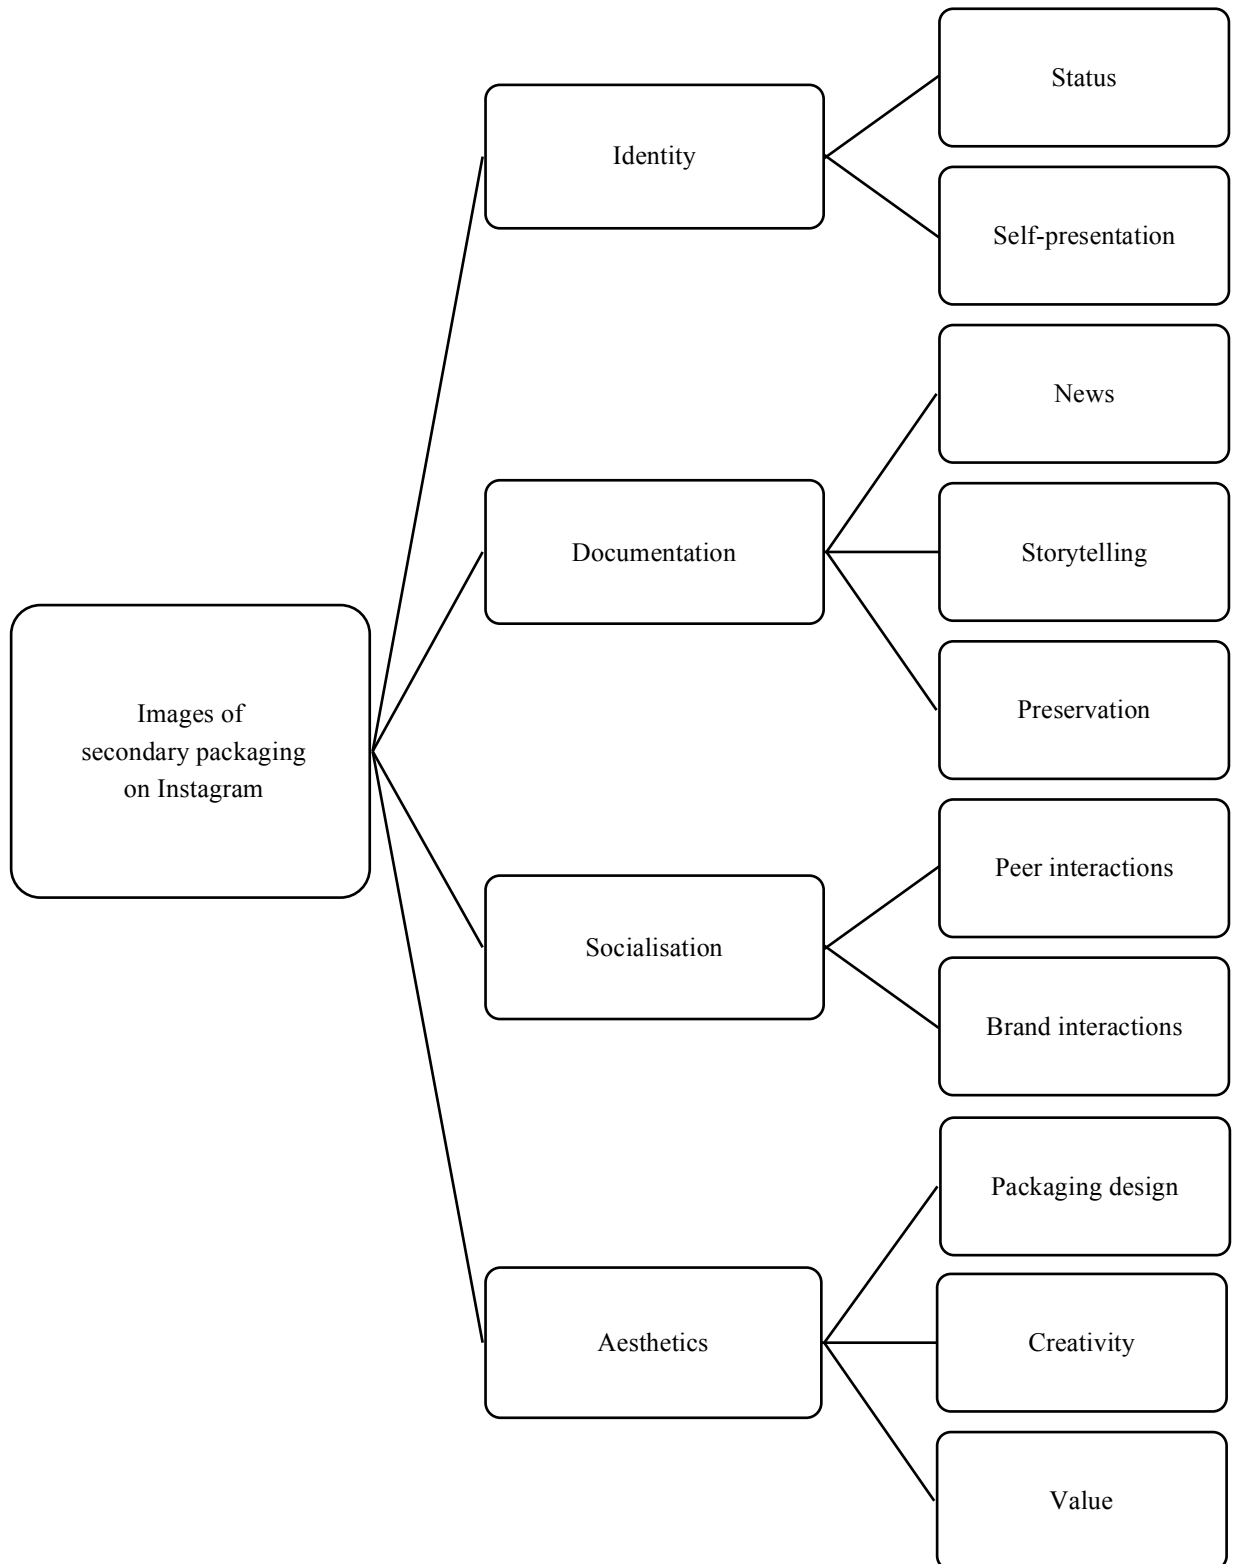 Images of
secondary packaging
on Instagram
Identity
Status
Self-presentation
Documentation
News
Storytelling
Preservation
Socialisation
Peer interactions
Brand interactions
Aesthetics
Packaging design
Creativity
Value